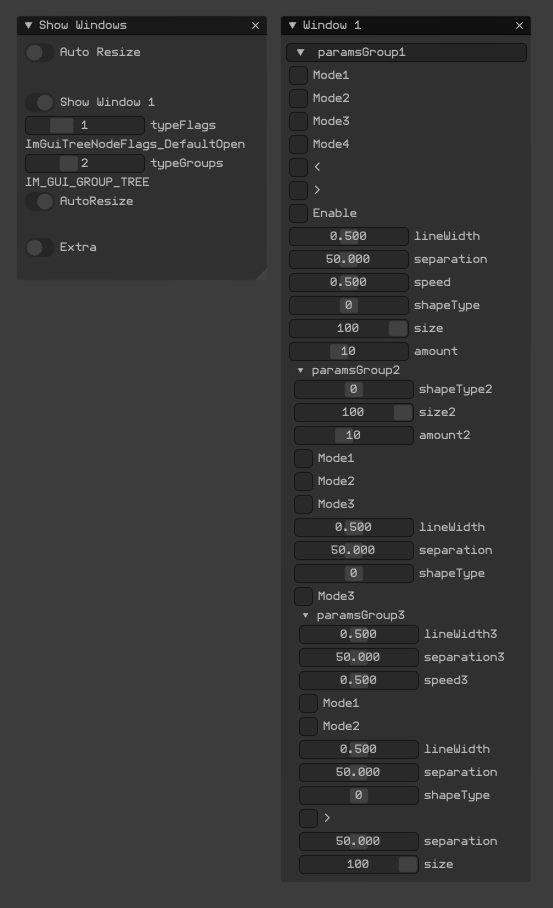 Show Windows
Auto Resize
Show Window 1
1 typeFlags
ImGuiTreeNodeFlags_DefaultOpen
2 typeGroups
IM_GUI_GROUP_TREE
AutoResize
Extra
Window 1
paramsGroup1
Mode1
Mode2
Mode3
Mode4
<
>
Enable
0.500 lineWidth
50.000 separation
0.500 speed
0 shapeType
100 size
10 amount
paramsGroup2
0 shapeType2
100 size2
10 amount2
Mode1
Mode2
Mode3
0.500 lineWidth
50.000 separation
0 shapeType
Mode3
paramsGroup3
0.500 lineWidth3
50.000 separation3
0.500 speed3
Mode1
Mode2
0.500 lineWidth
50.000 separation
0 shapeType
>
50.000 separation
100 size